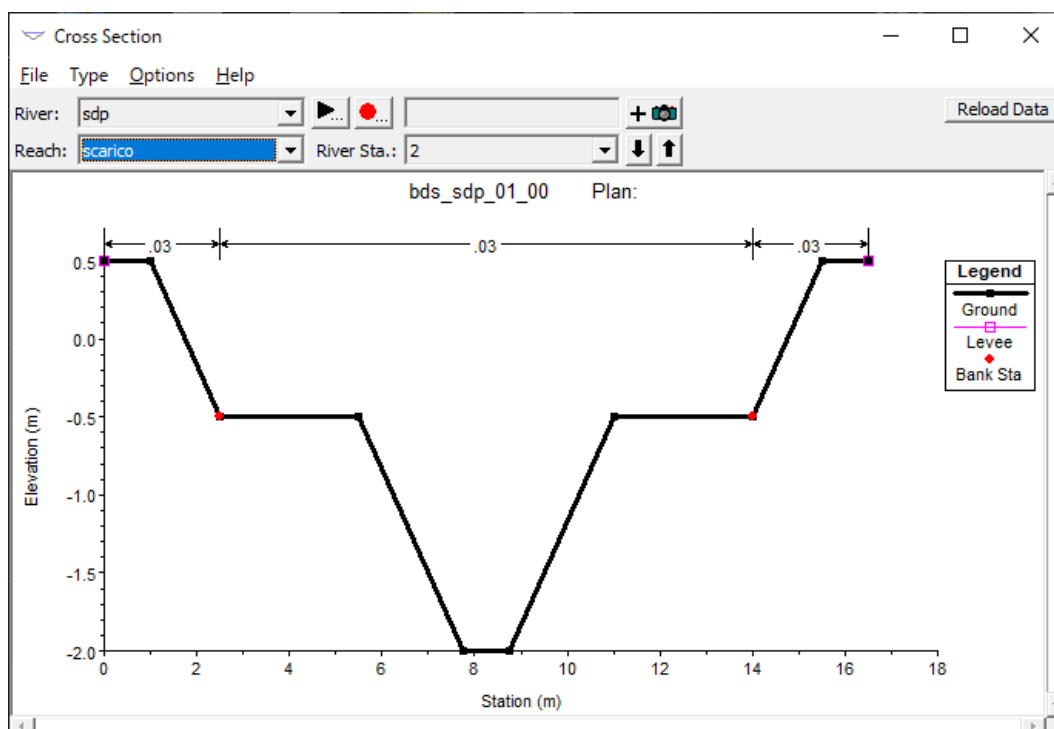 Cross Section
File Type Options Help
River: sdp ... ... + Reload Data
Reach: scarico River Sta.: 2
bds_sdp_01_00 Plan:
.03 .03 .03
Legend
Ground
Levee
Bank Sta
Elevation (m)
0.5
0.0
-0.5
-1.0
-1.5
-2.0
0 2 4 6 8 10 12 14 16 18
Station (m)